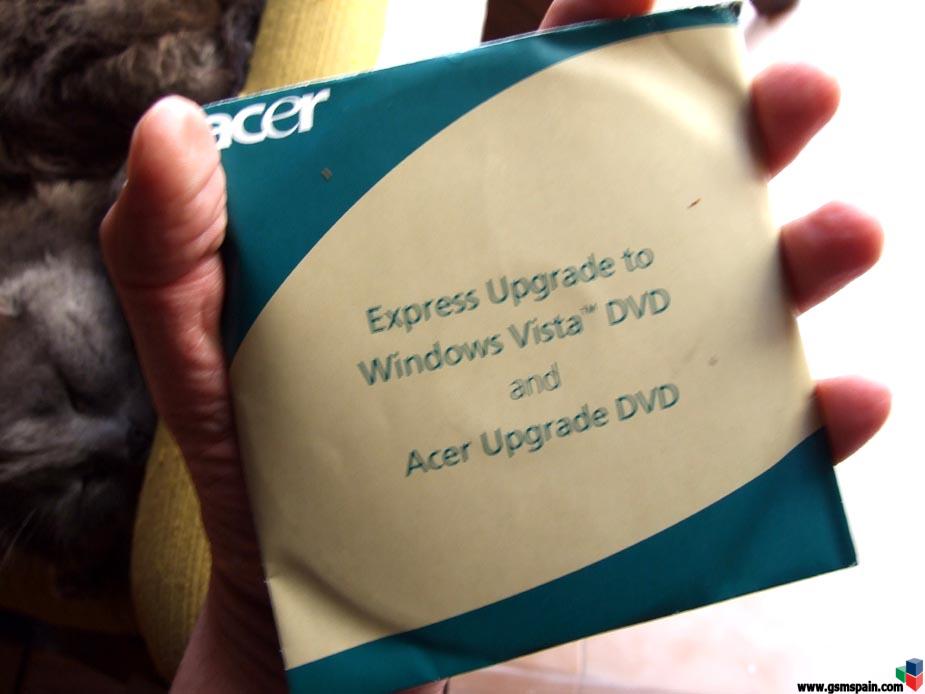 acer
Express Upgrade to
Windows Vista™ DVD
and
Acer Upgrade DVD
www.gsmspain.com